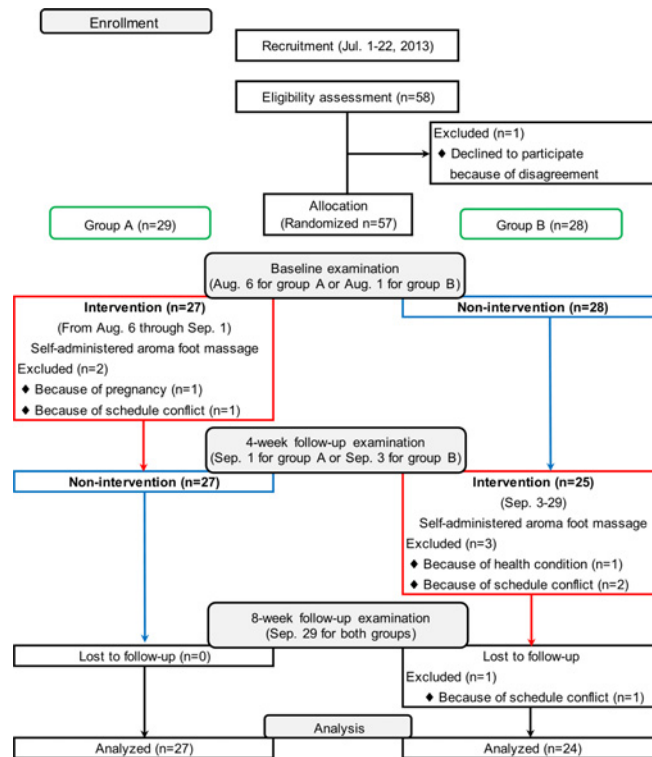 Enrollment
Recruitment (Jul. 1-22, 2013)
Eligibility assessment (n=58)
Excluded (n=1)
♦ Declined to participate
because of disagreement
Allocation
(Randomized n=57)
Group A (n=29)
Group B (n=28)
Baseline examination
(Aug. 6 for group A or Aug. 1 for group B)
Intervention (n=27)
(From Aug. 6 through Sep. 1)
Self-administered aroma foot massage
Excluded (n=2)
♦ Because of pregnancy (n=1)
♦ Because of schedule conflict (n=1)
Non-intervention (n=28)
4-week follow-up examination
(Sep. 1 for group A or Sep. 3 for group B)
Non-intervention (n=27)
Intervention (n=25)
(Sep. 3-29)
Self-administered aroma foot massage
Excluded (n=3)
♦ Because of health condition (n=1)
♦ Because of schedule conflict (n=2)
8-week follow-up examination
(Sep. 29 for both groups)
Lost to follow-up (n=0)
Lost to follow-up
Excluded (n=1)
♦ Because of schedule conflict (n=1)
Analysis
Analyzed (n=27)
Analyzed (n=24)